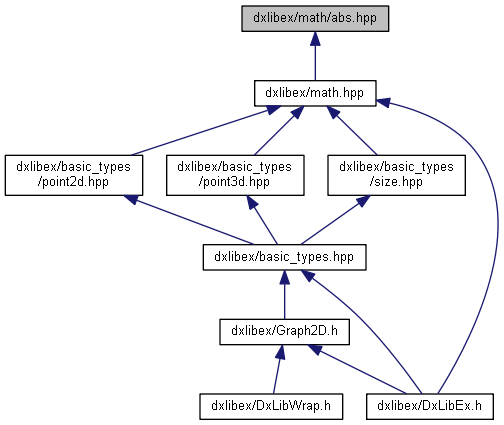 dxlibex/math/abs.hpp
dxlibex/math.hpp
dxlibex/basic_types
/point2d.hpp
dxlibex/basic_types
/point3d.hpp
dxlibex/basic_types
/size.hpp
dxlibex/basic_types.hpp
dxlibex/Graph2D.h
dxlibex/DxLibWrap.h
dxlibex/DxLibEx.h